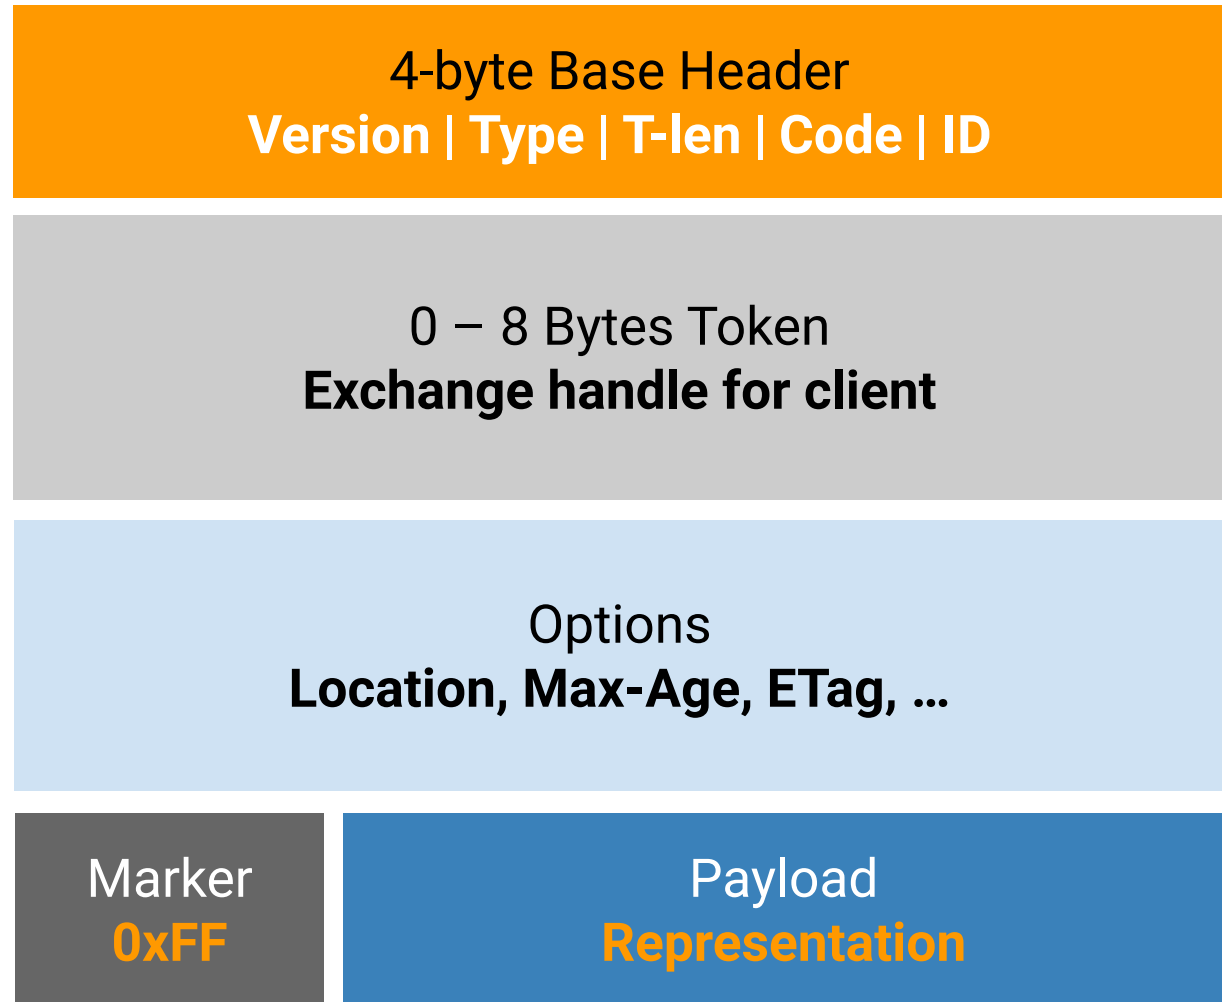 4-byte Base Header
Version | Type | T-len | Code | ID
0 – 8 Bytes Token
Exchange handle for client
Options
Location, Max-Age, ETag, …
Marker
0xFF
Payload
Representation